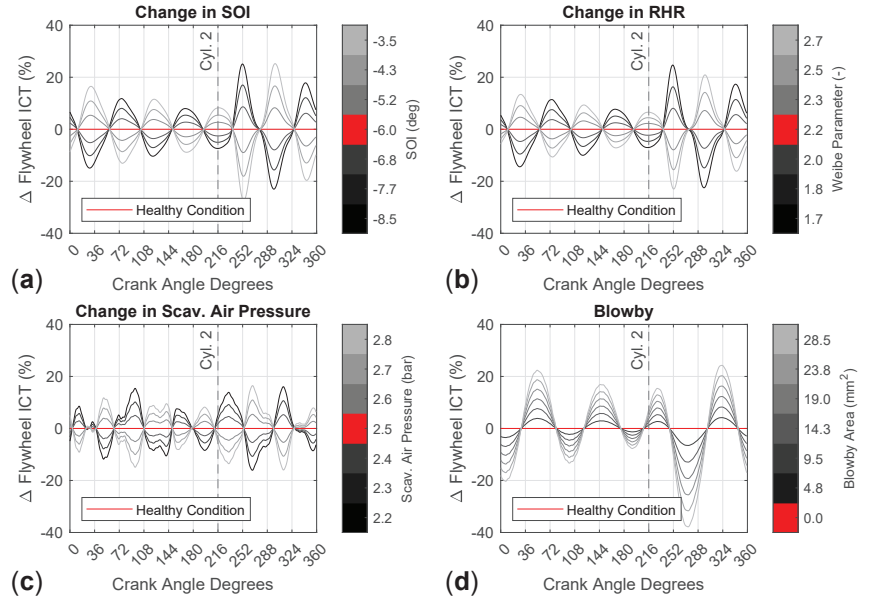 Change in SOI
40
20
0
-20
-40
Δ Flywheel ICT (%)
Cyl. 2
Healthy Condition
0 36 72 108 144 180 216 252 288 324 360
Crank Angle Degrees
-3.5
-4.3
-5.2
-6.0
-6.8
-7.7
-8.5
SOI (deg)
(a)
Change in RHR
40
20
0
-20
-40
Δ Flywheel ICT (%)
Cyl. 2
Healthy Condition
0 36 72 108 144 180 216 252 288 324 360
Crank Angle Degrees
2.7
2.5
2.3
2.2
2.0
1.8
1.7
Weibe Parameter (-)
(b)
Change in Scav. Air Pressure
40
20
0
-20
-40
Δ Flywheel ICT (%)
Cyl. 2
Healthy Condition
0 36 72 108 144 180 216 252 288 324 360
Crank Angle Degrees
2.8
2.7
2.6
2.5
2.4
2.3
2.2
Scav. Air Pressure (bar)
(c)
Blowby
40
20
0
-20
-40
Δ Flywheel ICT (%)
Cyl. 2
Healthy Condition
0 36 72 108 144 180 216 252 288 324 360
Crank Angle Degrees
28.5
23.8
19.0
14.3
9.5
4.8
0.0
Blowby Area (mm²)
(d)